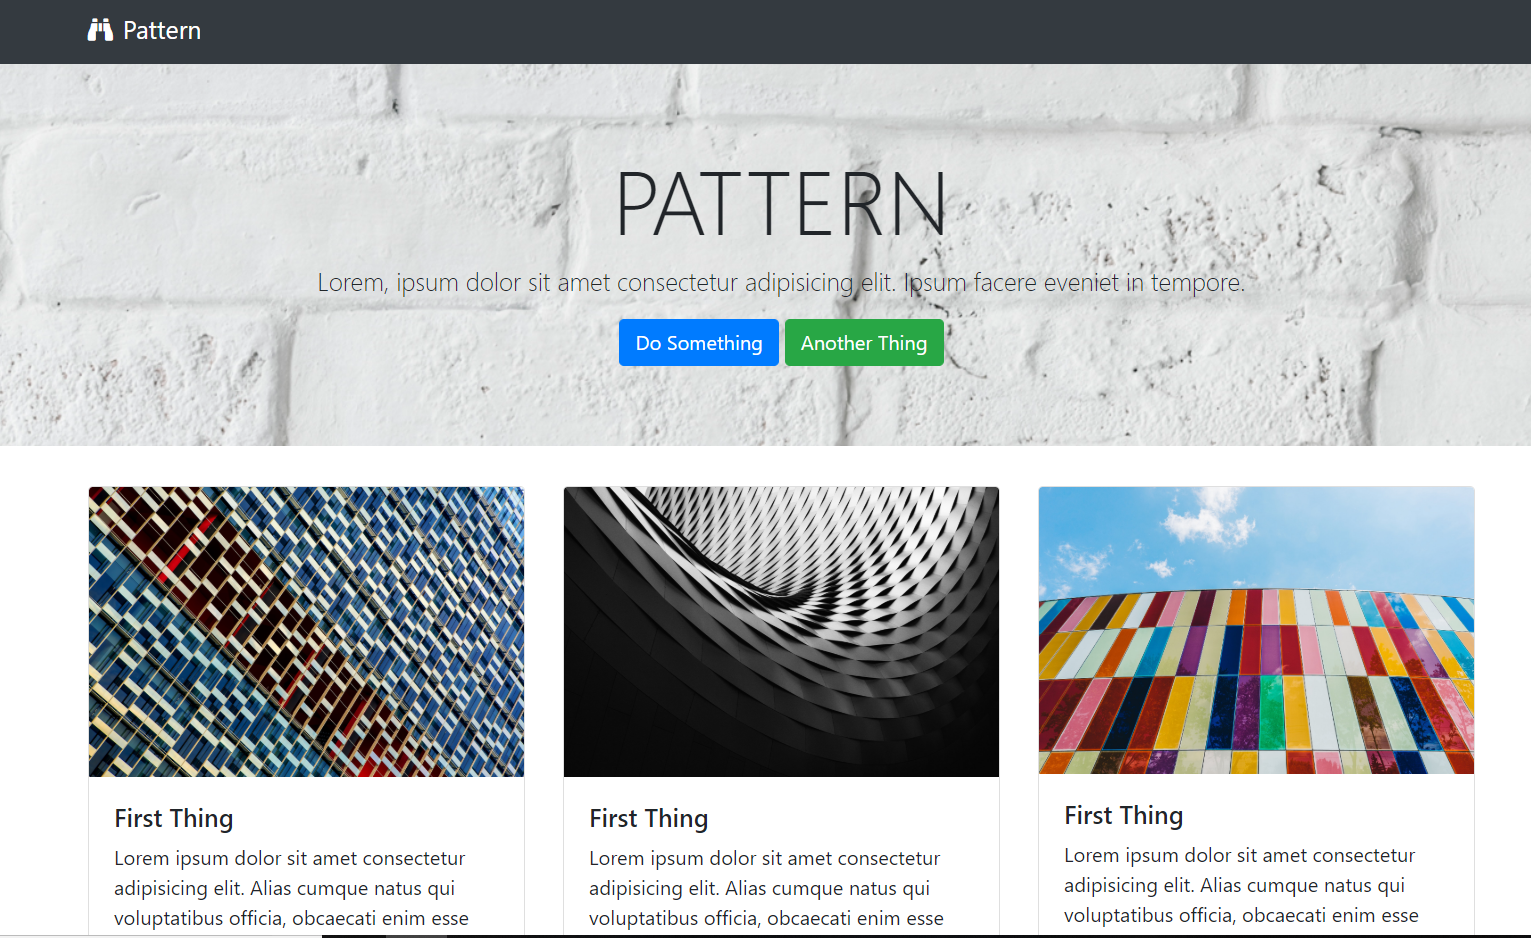 Pattern
PATTERN
Lorem, ipsum dolor sit amet consectetur adipisicing elit. Ipsum facere eveniet in tempore.
Do Something
Another Thing
First Thing
Lorem ipsum dolor sit amet consectetur
adipisicing elit. Alias cumque natus qui
voluptatibus officia, obcaecati enim esse
First Thing
Lorem ipsum dolor sit amet consectetur
adipisicing elit. Alias cumque natus qui
voluptatibus officia, obcaecati enim esse
First Thing
Lorem ipsum dolor sit amet consectetur
adipisicing elit. Alias cumque natus qui
voluptatibus officia, obcaecati enim esse